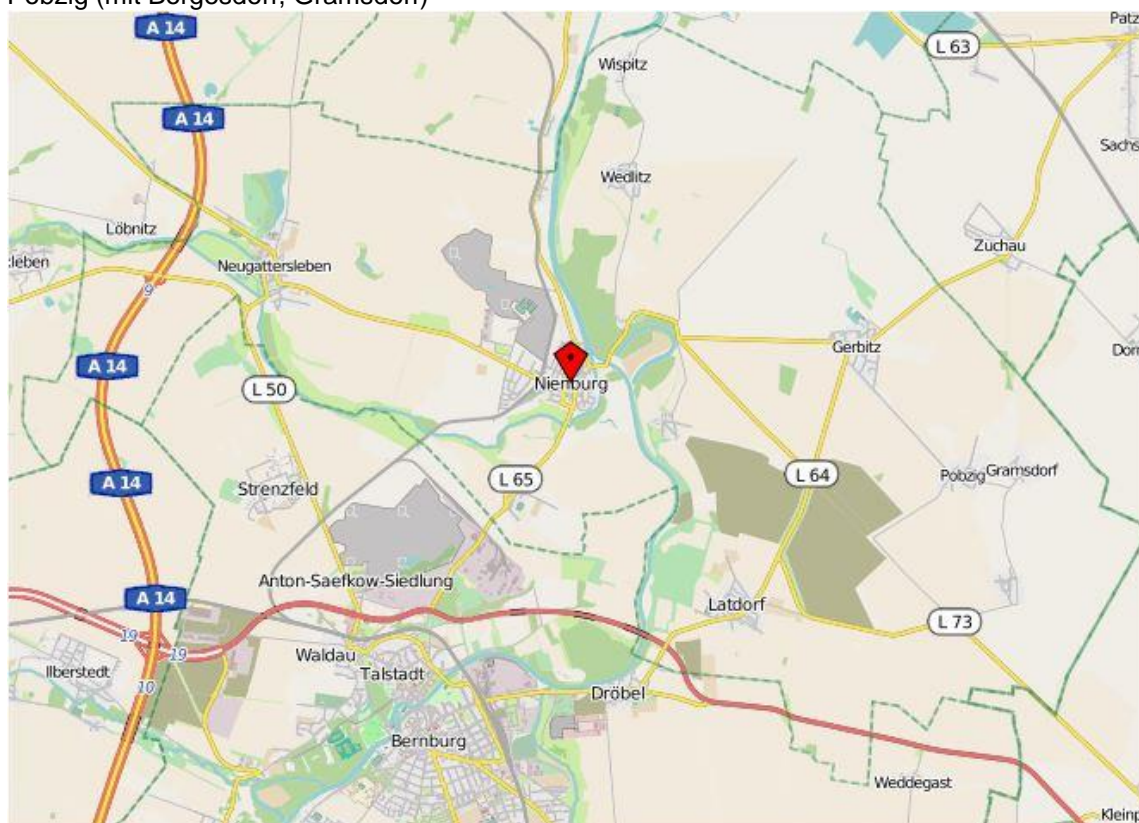 Pobzig (mit Borgesdorf, Gramsdorf)
A 14
Patz
L 63
Wispitz
A 14
Sachs
Wedlitz
Löbnitz
Zuchau
kleben
Neugattersleben
9
Gerbitz
Dorn
A 14
L 50
Nienburg
A 14
Strenzfeld
L 65
L 64
Pobzig
Gramsdorf
Anton-Saefkow-Siedlung
A 14
Latdorf
L 73
19
19
Waldau
Ilberstedt
Talstadt
10
Dröbel
Bernburg
Weddegast
Kleinp